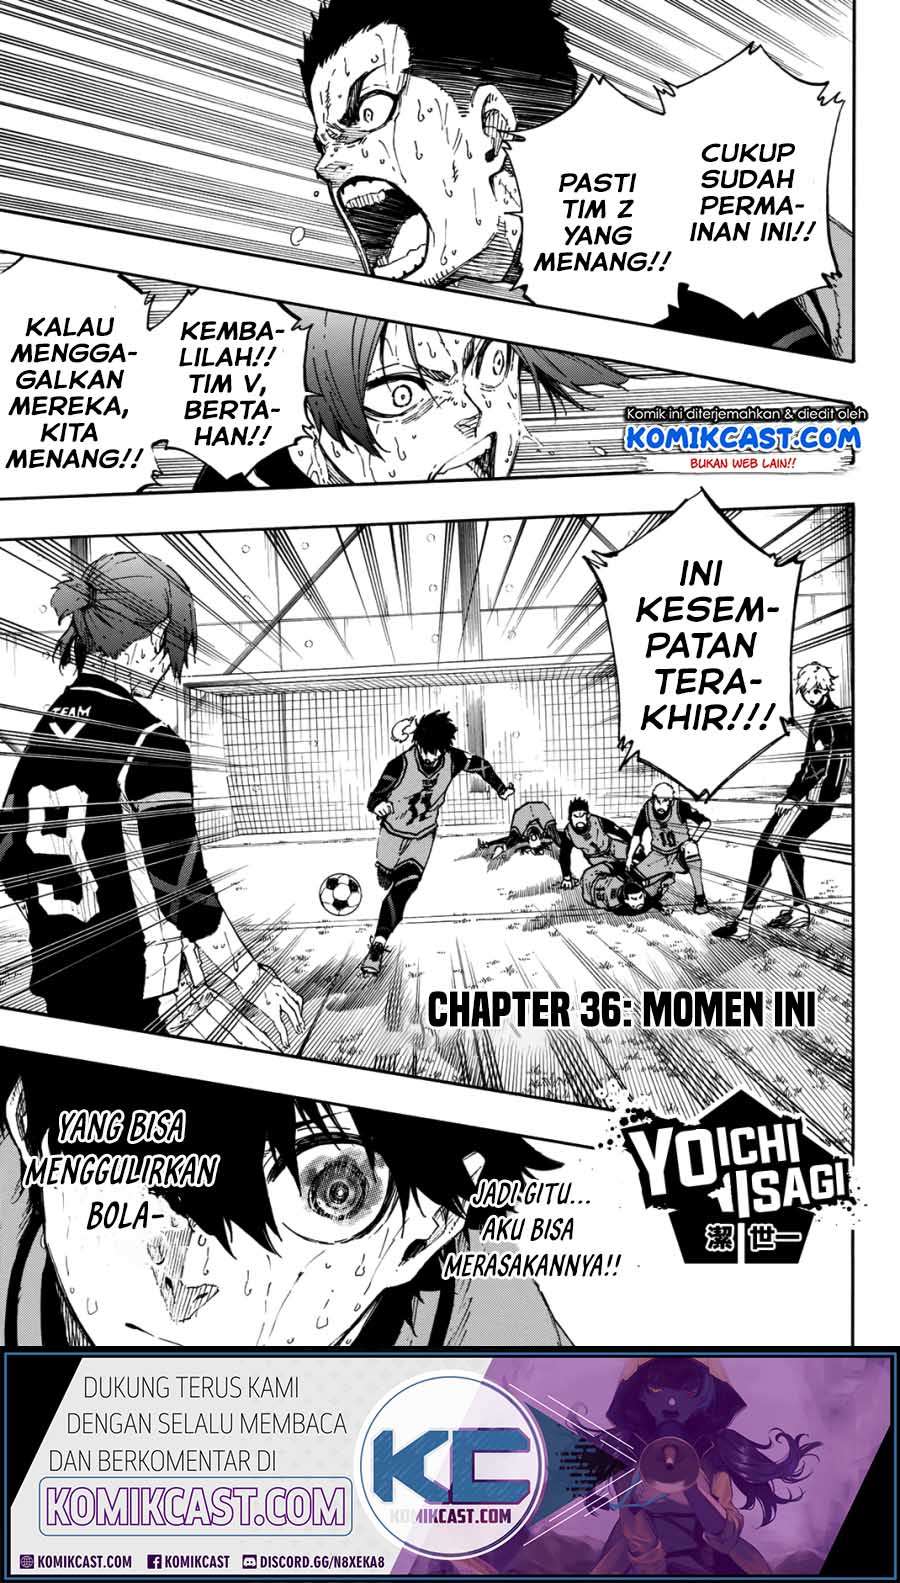 CUKUP
SUDAH
PERMA-
INAN INI!!
PASTI
TIM Z
YANG
MENANG!!
KEMBA-
LILAH!!
TIM V,
BERTA-
HAN!!
KALAU
MENGGA-
GALKAN
MEREKA,
KITA
MENANG!!
Komik ini diterjemahkan & diedit oleh
KOMIKCAST.COM
BUKAN WEB LAIN!!
INI
KESEM-
PATAN
TERA-
KHIR!!!
TEAM
V
9
11
10
CHAPTER 36: MOMEN INI
YOICHI
ISAGI
潔 世一
JADI GITU...
AKU BISA
MERASAKANNYA!!
YANG BISA
MENGGULIRKAN
BOLA-
DUKUNG TERUS KAMI
DENGAN SELALU MEMBACA
DAN BERKOMENTAR DI
KOMIKCAST.COM
KC
KOMIKCAST.COM
KOMIKCAST.COM
KOMIKCAST
DISCORD.GG/N8XEKA8